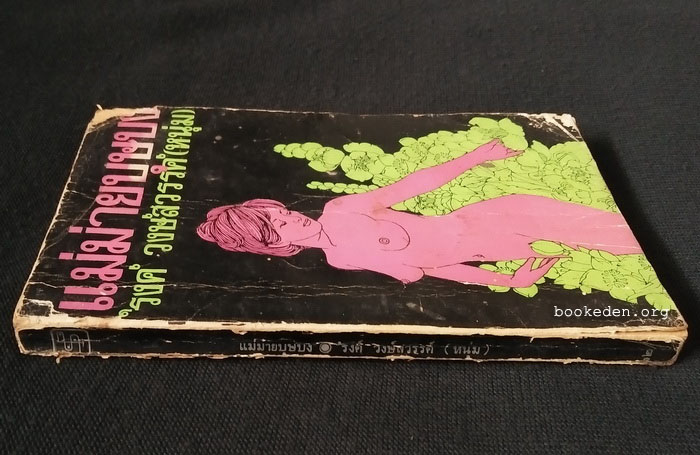 แม่ม่ายบุษบง
'รงค์ วงษ์สวรรค์(หนุ่ม)
bookeden.org
แม่ม่ายบุษบง ◉ 'รงค์ วงษ์สวรรค์ (หนุ่ม)